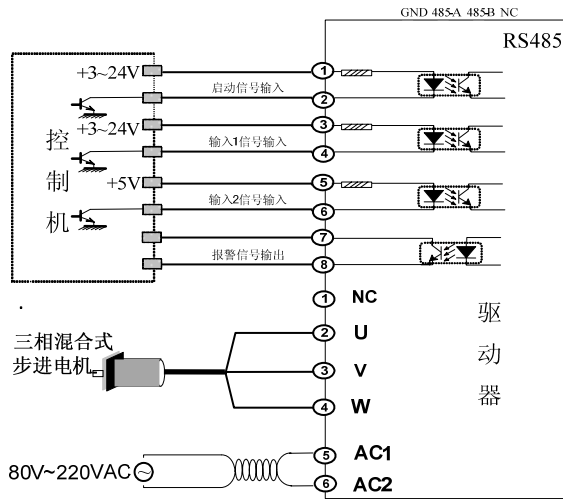 GND 485-A 485-B NC
RS485
+3~24V
1
启动信号输入
2
+3~24V
3
输入1信号输入
4
+5V
5
输入2信号输入
6
7
报警信号输出
8
控制机
1 NC
2 U
三相混合式
步进电机
3 V
4 W
驱动器
5 AC1
80V~220VAC
6 AC2